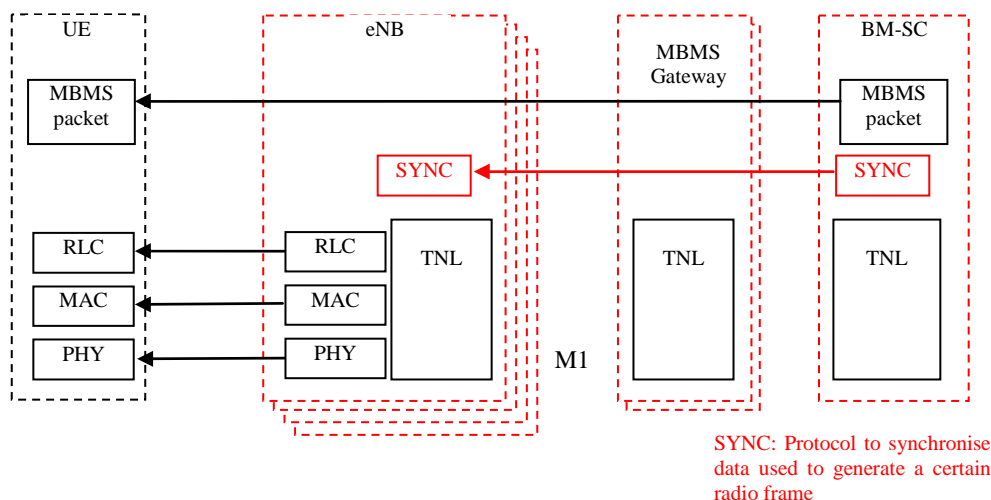 UE
eNB
MBMS
Gateway
BM-SC
MBMS
packet
MBMS
packet
SYNC
SYNC
RLC
RLC
TNL
TNL
TNL
MAC
MAC
PHY
PHY
M1
SYNC: Protocol to synchronise
data used to generate a certain
radio frame